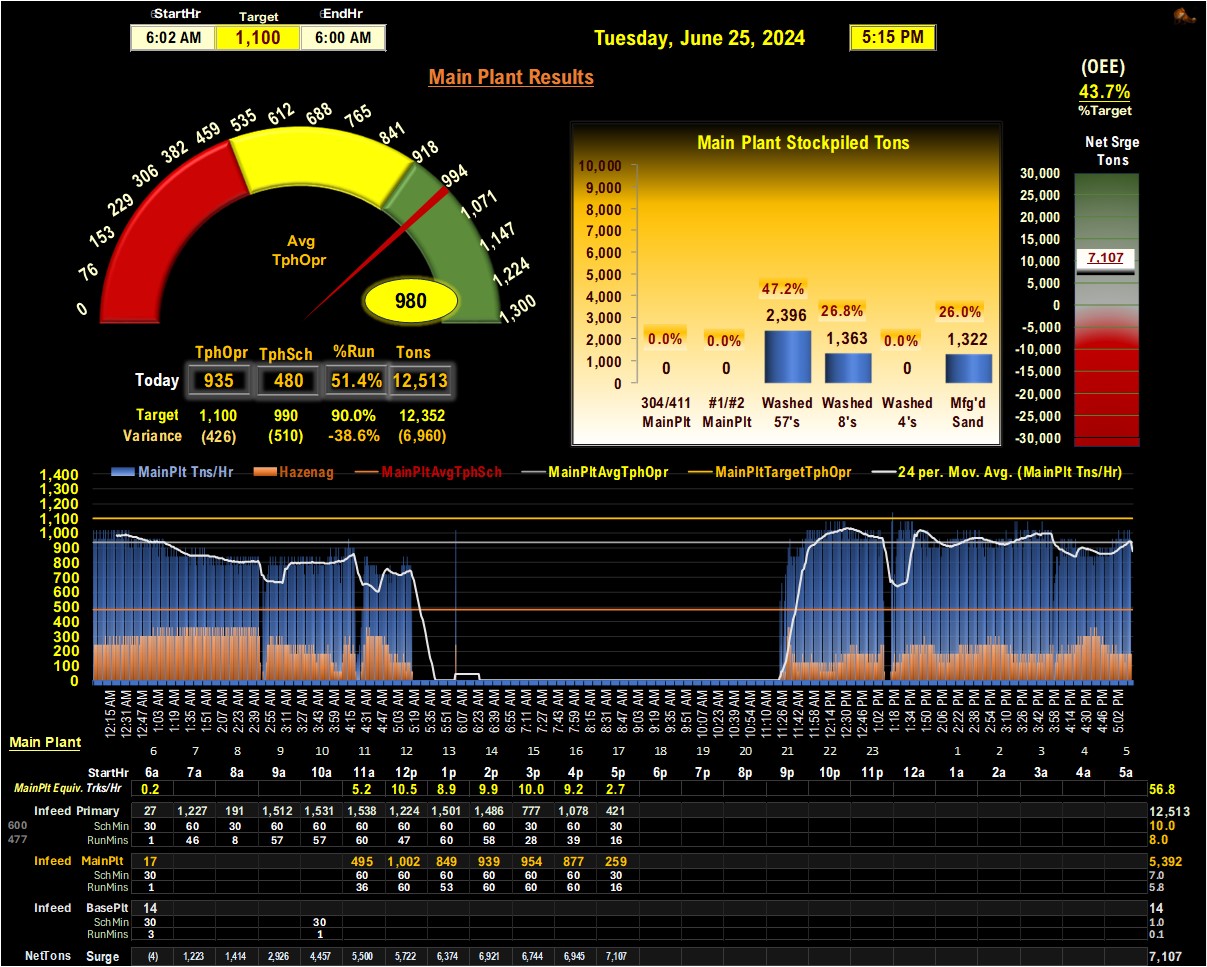 StartHr Target EndHr
6:02 AM 1,100 6:00 AM
Tuesday, June 25, 2024 5:15 PM
Main Plant Results
(OEE)
43.7%
%Target
Net Srge
Tons
0 76 153 229 306 382 459 535 612 688 765 841 918 994 1,071 1,147 1,224 1,300
Avg
TphOpr
980
TphOpr TphSch %Run Tons
Today 935 480 51.4% 12,513
Target 1,100 990 90.0% 12,352
Variance (426) (510) -38.6% (6,960)
Main Plant Stockpiled Tons
10,000
9,000
8,000
7,000
6,000
5,000
4,000
3,000
2,000
1,000
0
0.0% 0.0% 47.2% 26.8% 0.0% 26.0%
0 0 2,396 1,363 0 1,322
304/411 #1/#2 Washed Washed Washed Mfg'd
MainPlt MainPlt 57's 8's 4's Sand
30,000
25,000
20,000
15,000
10,000
5,000
0
-5,000
-10,000
-15,000
-20,000
-25,000
-30,000
7,107
MainPlt Tns/Hr Hazenag MainPltAvgTphSch MainPltAvgTphOpr MainPltTargetTphOpr 24 per. Mov. Avg. (MainPlt Tns/Hr)
1,400
1,300
1,200
1,100
1,000
900
800
700
600
500
400
300
200
100
0
12:15 AM 12:31 AM 12:47 AM 1:03 AM 1:19 AM 1:35 AM 1:51 AM 2:07 AM 2:23 AM 2:39 AM 2:55 AM 3:11 AM 3:27 AM 3:43 AM 3:59 AM 4:15 AM 4:31 AM 4:47 AM 5:03 AM 5:19 AM 5:35 AM 5:51 AM 6:07 AM 6:23 AM 6:39 AM 6:55 AM 7:11 AM 7:27 AM 7:43 AM 7:59 AM 8:15 AM 8:31 AM 8:47 AM 9:03 AM 9:19 AM 9:35 AM 9:51 AM 10:07 AM 10:23 AM 10:39 AM 10:54 AM 11:10 AM 11:26 AM 11:42 AM 11:58 AM 12:14 PM 12:30 PM 12:46 PM 1:02 PM 1:18 PM 1:34 PM 1:50 PM 2:06 PM 2:22 PM 2:38 PM 2:54 PM 3:10 PM 3:26 PM 3:42 PM 3:58 PM 4:14 PM 4:30 PM 4:46 PM 5:02 PM
Main Plant
6 7 8 9 10 11 12 13 14 15 16 17 18 19 20 21 22 23 1 2 3 4 5
StartHr 6a 7a 8a 9a 10a 11a 12p 1p 2p 3p 4p 5p 6p 7p 8p 9p 10p 11p 12a 1a 2a 3a 4a 5a
MainPlt Equiv. Trks/Hr 0.2 5.2 10.5 8.9 9.9 10.0 9.2 2.7 56.8
Infeed Primary 27 1,227 191 1,512 1,531 1,538 1,224 1,501 1,486 777 1,078 421 12,513
600 SchMin 30 60 30 60 60 60 60 60 60 60 60 30 10.0
477 RunMins 1 46 8 57 57 60 47 60 58 28 39 16 8.0
Infeed MainPlt 17 495 1,002 849 939 954 877 259 5,392
SchMin 30 60 60 60 60 60 60 30 7.0
RunMins 1 36 60 53 60 60 60 16 5.8
Infeed BasePlt 14 14
SchMin 30 30 1.0
RunMins 3 1 0.1
NetTons Surge (4) 1,223 1,414 2,926 4,457 5,500 5,722 6,374 6,921 6,744 6,945 7,107 7,107